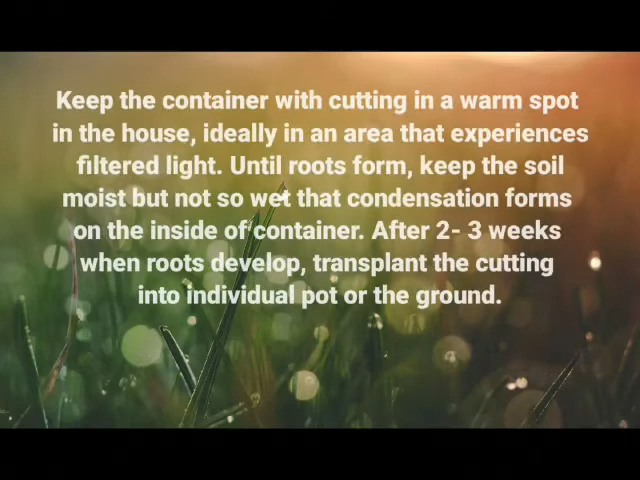 Keep the container with cutting in a warm spot
in the house, ideally in an area that experiences
filtered light. Until roots form, keep the soil
moist but not so wet that condensation forms
on the inside of container. After 2- 3 weeks
when roots develop, transplant the cutting
into individual pot or the ground.